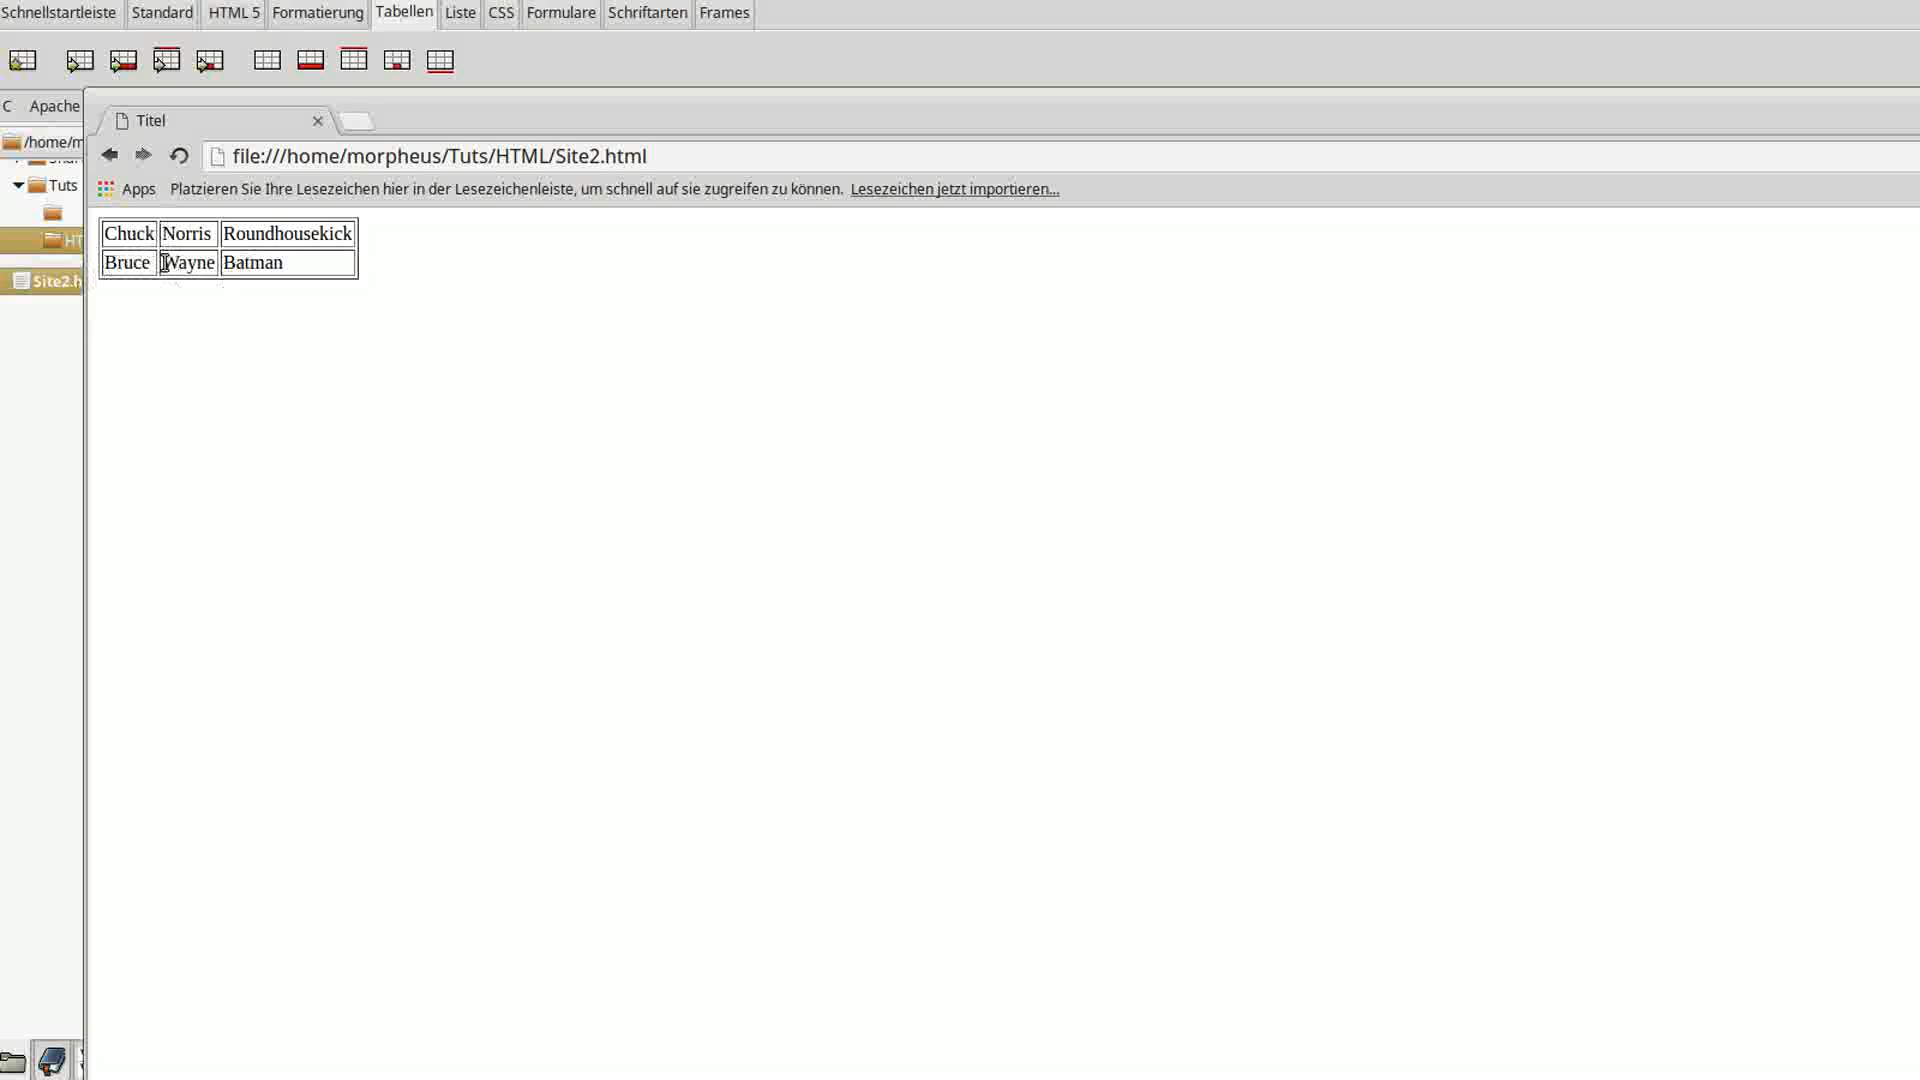 Schnellstartleiste Standard HTML 5 Formatierung Tabellen Liste CSS Formulare Schriftarten Frames
C Apache
Titel
/home/m
file:///home/morpheus/Tuts/HTML/Site2.html
Tuts
Apps Platzieren Sie Ihre Lesezeichen hier in der Lesezeichenleiste, um schnell auf sie zugreifen zu können. Lesezeichen jetzt importieren...
HT
Site2.h
Chuck Norris Roundhousekick
Bruce Wayne Batman